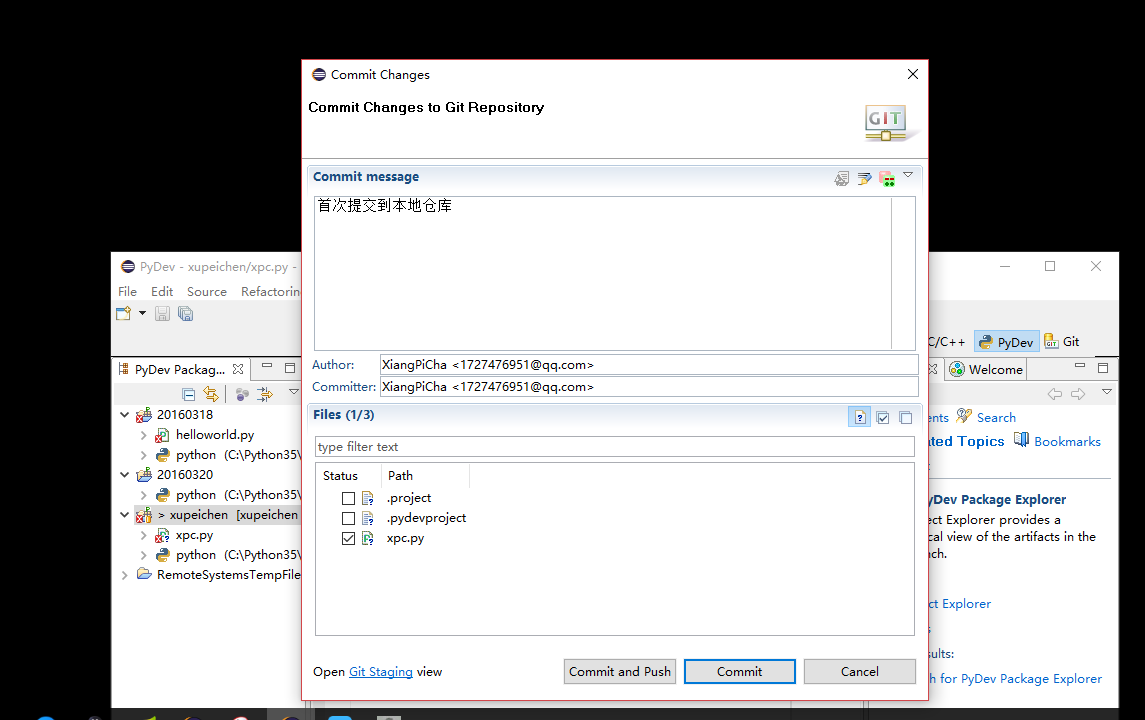 Commit Changes
Commit Changes to Git Repository
GIT
Commit message
首次提交到本地仓库
Author: XiangPiCha <1727476951@qq.com>
Committer: XiangPiCha <1727476951@qq.com>
Files (1/3)
type filter text
Status Path
.project
.pydevproject
xpc.py
Open Git Staging view
Commit and Push
Commit
Cancel
PyDev - xupeichen/xpc.py -
File Edit Source Refactorin
PyDev Packag...
20160318
helloworld.py
python (C:\Python35\
20160320
python (C:\Python35\
> xupeichen [xupeichen
xpc.py
python (C:\Python35\
RemoteSystemsTempFile
C/C++ PyDev Git
Welcome
ents Search
ated Topics Bookmarks
yDev Package Explorer
ect Explorer provides a
cal view of the artifacts in the
nch.
ct Explorer
s
sults:
h for PyDev Package Explorer